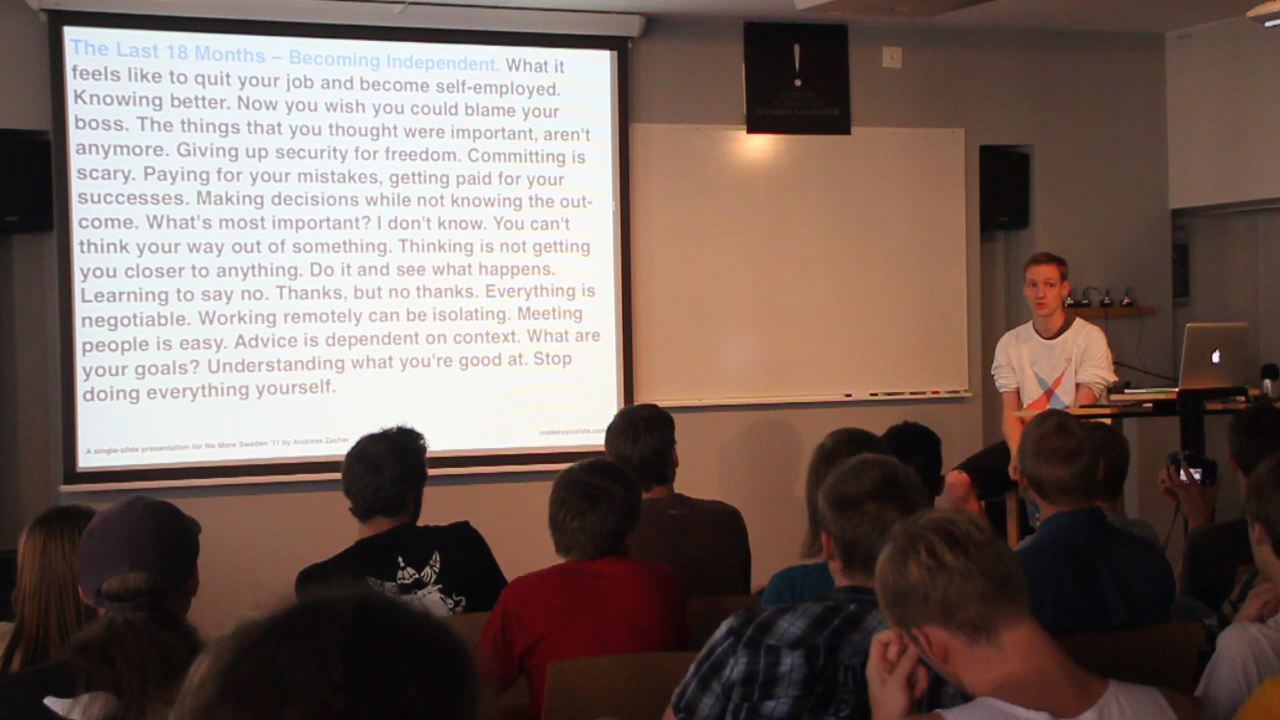 The Last 18 Months – Becoming Independent. What it
feels like to quit your job and become self-employed.
Knowing better. Now you wish you could blame your
boss. The things that you thought were important, aren't
anymore. Giving up security for freedom. Committing is
scary. Paying for your mistakes, getting paid for your
successes. Making decisions while not knowing the out-
come. What's most important? I don't know. You can't
think your way out of something. Thinking is not getting
you closer to anything. Do it and see what happens.
Learning to say no. Thanks, but no thanks. Everything is
negotiable. Working remotely can be isolating. Meeting
people is easy. Advice is dependent on context. What are
your goals? Understanding what you're good at. Stop
doing everything yourself.
A single-slide presentation for No More Sweden '11 by Andreas Zecher